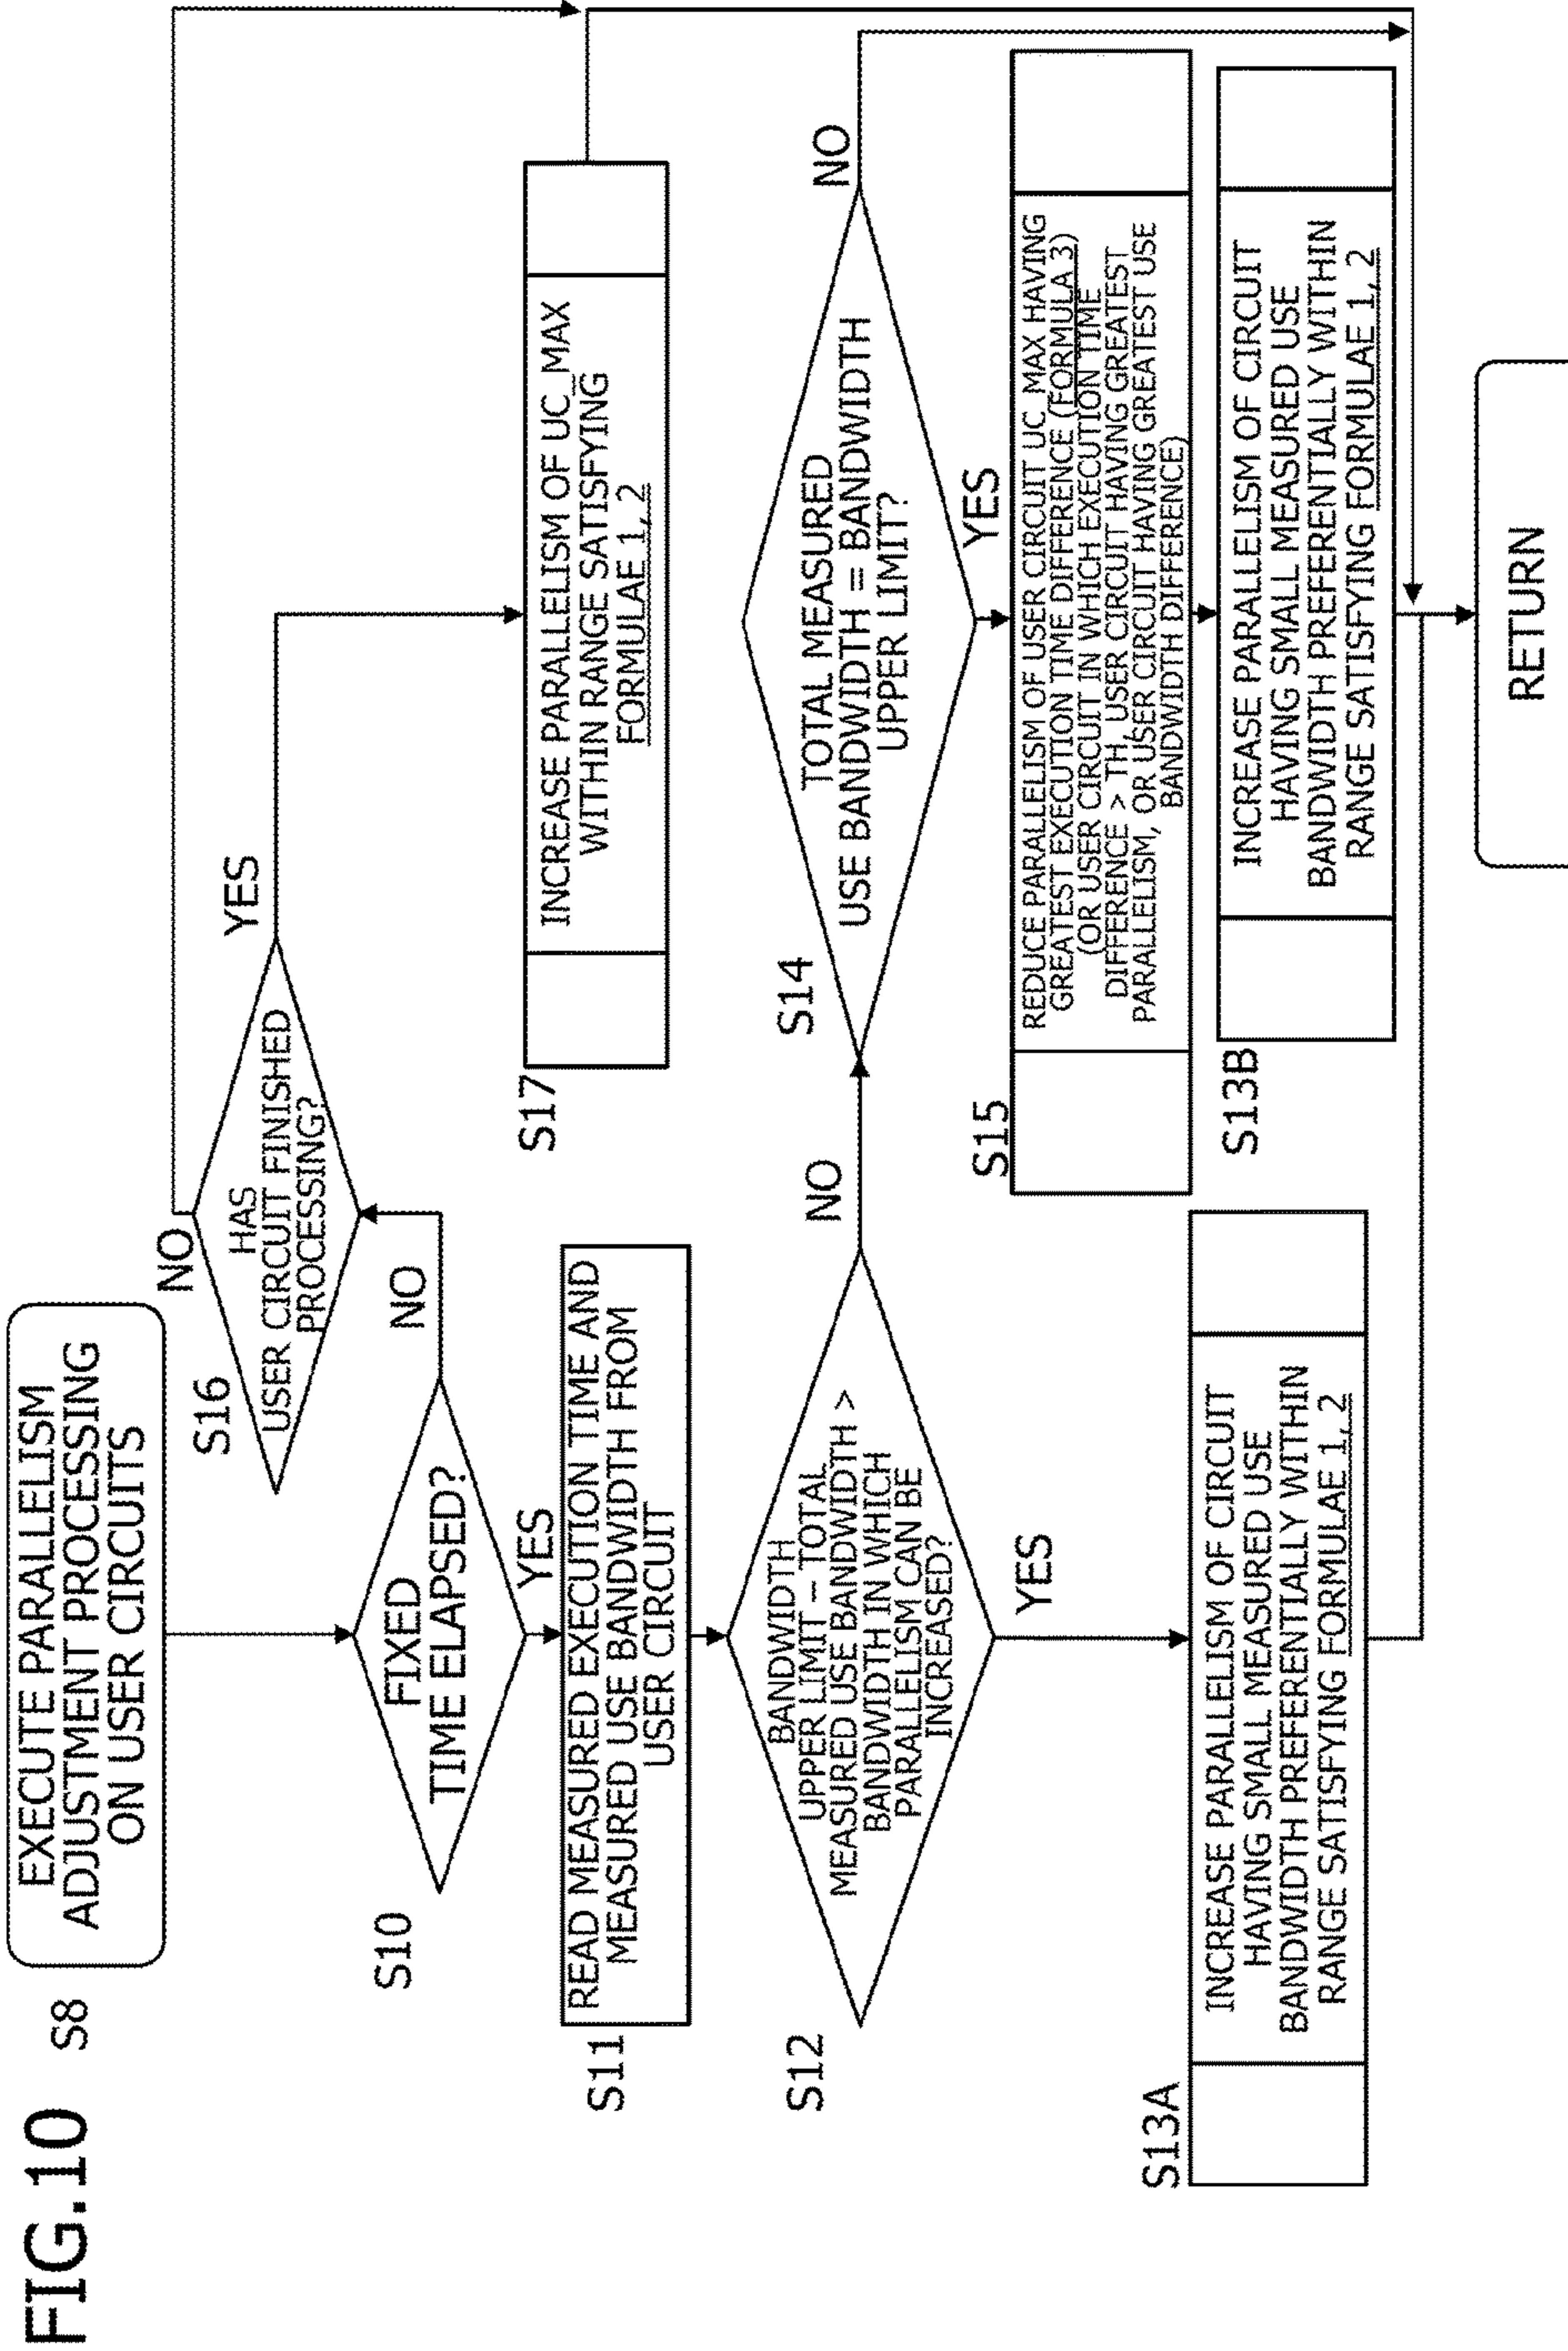 FIG.10
S8
EXECUTE PARALLELISM
ADJUSTMENT PROCESSING
ON USER CIRCUITS
S10
FIXED
TIME ELAPSED?
NO
YES
S16
HAS
USER CIRCUIT FINISHED
PROCESSING?
NO
YES
S17
INCREASE PARALLELISM OF UC_MAX
WITHIN RANGE SATISFYING
FORMULAE 1, 2
S11
READ MEASURED EXECUTION TIME AND
MEASURED USE BANDWIDTH FROM
USER CIRCUIT
S12
BANDWIDTH
UPPER LIMIT – TOTAL
MEASURED USE BANDWIDTH >
BANDWIDTH IN WHICH
PARALLELISM CAN BE
INCREASED?
NO
YES
S14
TOTAL MEASURED
USE BANDWIDTH = BANDWIDTH
UPPER LIMIT?
NO
YES
S13A
INCREASE PARALLELISM OF CIRCUIT
HAVING SMALL MEASURED USE
BANDWIDTH PREFERENTIALLY WITHIN
RANGE SATISFYING FORMULAE 1, 2
S15
REDUCE PARALLELISM OF USER CIRCUIT UC_MAX HAVING
GREATEST EXECUTION TIME DIFFERENCE (FORMULA 3)
(OR USER CIRCUIT IN WHICH EXECUTION TIME
DIFFERENCE > TH, USER CIRCUIT HAVING GREATEST
PARALLELISM, OR USER CIRCUIT HAVING GREATEST USE
BANDWIDTH DIFFERENCE)
S13B
INCREASE PARALLELISM OF CIRCUIT
HAVING SMALL MEASURED USE
BANDWIDTH PREFERENTIALLY WITHIN
RANGE SATISFYING FORMULAE 1, 2
RETURN